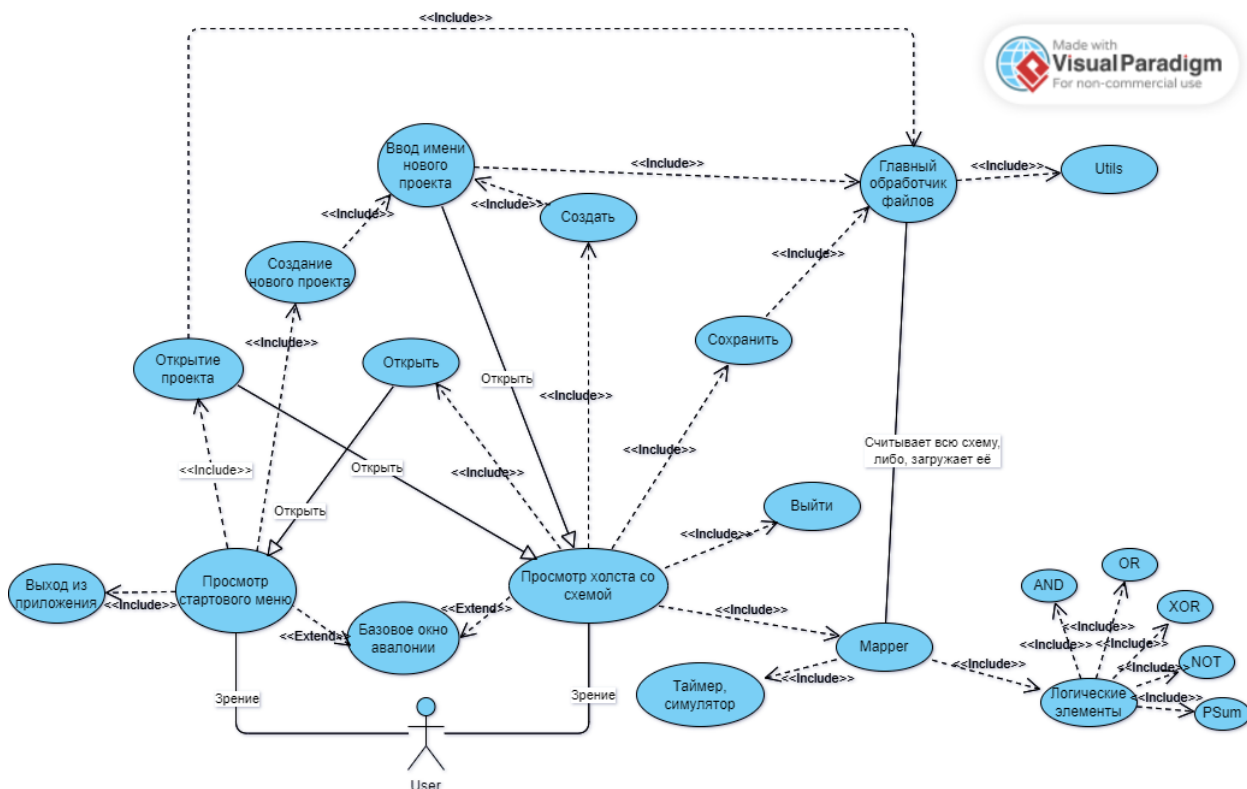 <<Include>>
Made with
VisualParadigm
For non-commercial use
Ввод имени
нового
проекта
<<Include>>
Главный
обработчик
файлов
<<Include>>
Utils
<<Include>>
<<Include>>
Создать
Создание
нового проекта
<<Include>>
<<Include>>
Сохранить
Открытие
проекта
Открыть
Открыть
<<Include>>
<<Include>>
Считывает всю схему,
либо, загружает её
<<Include>>
Открыть
<<Include>>
Открыть
Выйти
<<Include>>
Выход из
приложения
<<Include>>
Просмотр
стартового меню
Просмотр холста со
схемой
<<Extend>>
<<Extend>>
Базовое окно
авалонии
<<Include>>
Mapper
AND
OR
XOR
NOT
PSum
<<Include>>
<<Include>>
<<Include>>
<<Include>>
<<Include>>
<<Include>>
Логические
элементы
<<Include>>
Таймер,
симулятор
Зрение
Зрение
User